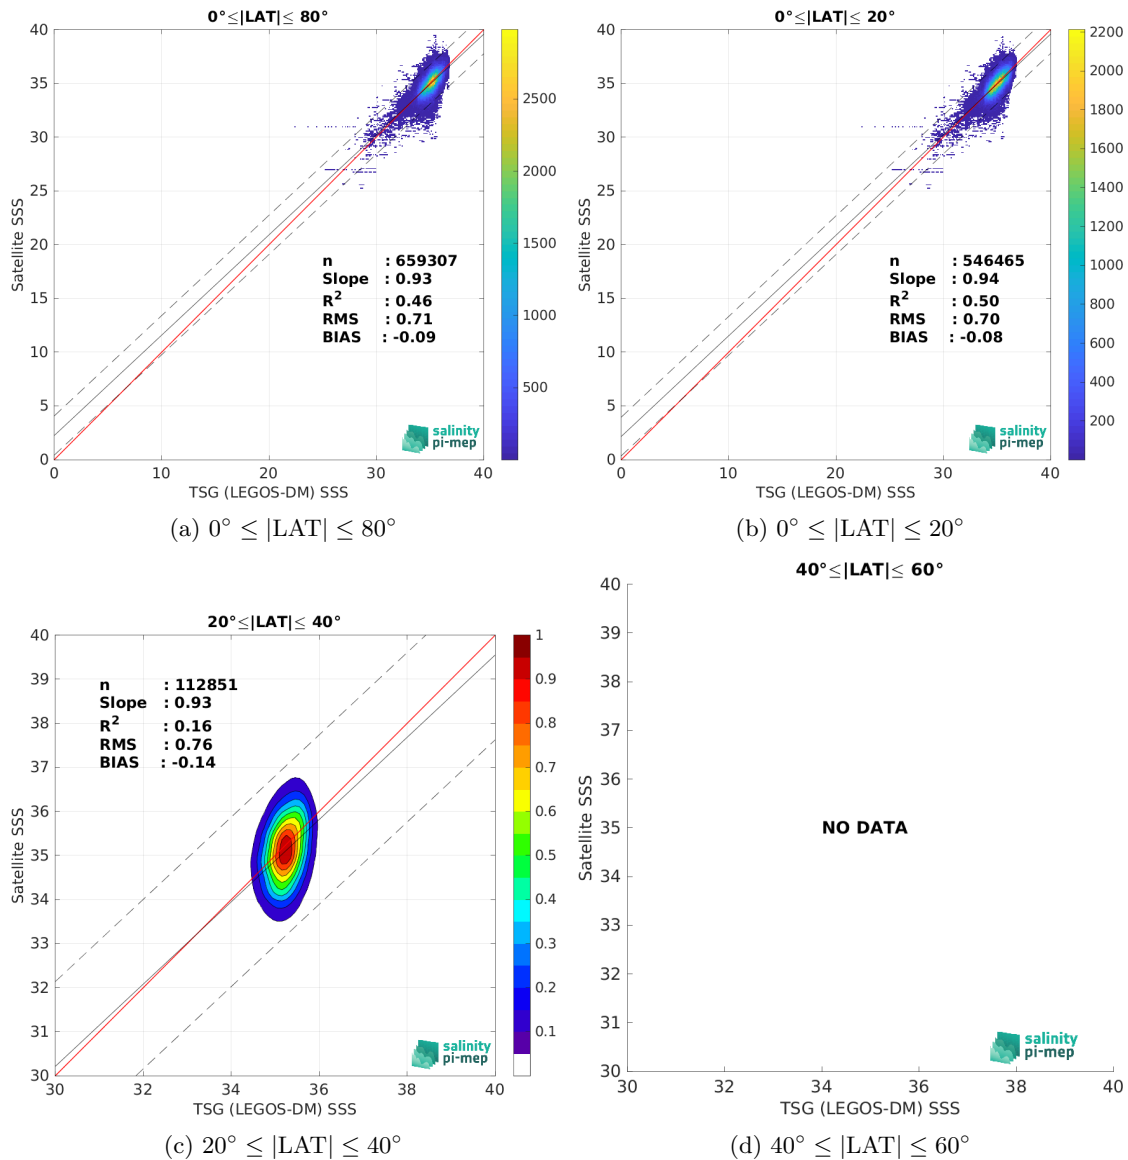 0°≤|LAT|≤ 80°
40
35
30
25
20
15
10
5
0
0
10
20
30
40
Satellite SSS
TSG (LEGOS-DM) SSS
n : 659307
Slope : 0.93
R² : 0.46
RMS : 0.71
BIAS : -0.09
2500
2000
1500
1000
500
salinity
pi-mep
(a) 0° ≤ |LAT| ≤ 80°
0°≤|LAT|≤ 20°
40
35
30
25
20
15
10
5
0
0
10
20
30
40
Satellite SSS
TSG (LEGOS-DM) SSS
n : 546465
Slope : 0.94
R² : 0.50
RMS : 0.70
BIAS : -0.08
2200
2000
1800
1600
1400
1200
1000
800
600
400
200
salinity
pi-mep
(b) 0° ≤ |LAT| ≤ 20°
20°≤|LAT|≤ 40°
40
39
38
37
36
35
34
33
32
31
30
30
32
34
36
38
40
Satellite SSS
TSG (LEGOS-DM) SSS
n : 112851
Slope : 0.93
R² : 0.16
RMS : 0.76
BIAS : -0.14
1
0.9
0.8
0.7
0.6
0.5
0.4
0.3
0.2
0.1
salinity
pi-mep
(c) 20° ≤ |LAT| ≤ 40°
40°≤|LAT|≤ 60°
40
39
38
37
36
35
34
33
32
31
30
30
32
34
36
38
40
Satellite SSS
TSG (LEGOS-DM) SSS
NO DATA
salinity
pi-mep
(d) 40° ≤ |LAT| ≤ 60°